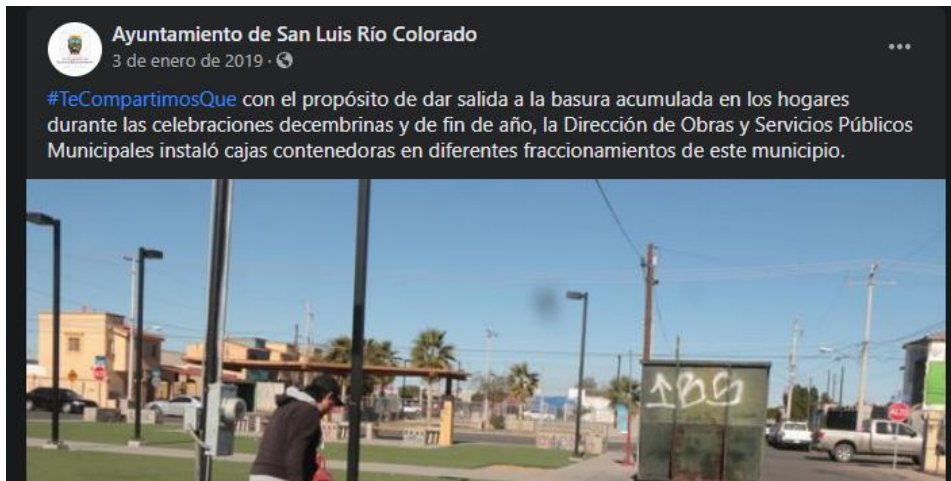 Ayuntamiento de San Luis Río Colorado
3 de enero de 2019 ·
#TeCompartimosQue con el propósito de dar salida a la basura acumulada en los hogares
durante las celebraciones decembrinas y de fin de año, la Dirección de Obras y Servicios Públicos
Municipales instaló cajas contenedoras en diferentes fraccionamientos de este municipio.
ALTO